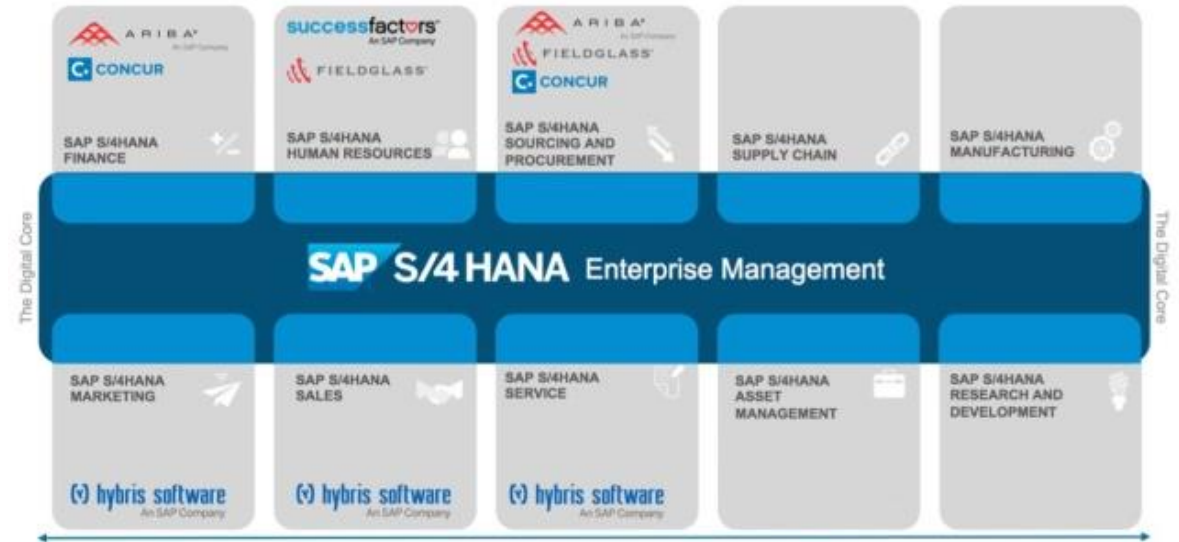 ARIBA
An SAP Company
CONCUR
SAP S/4HANA
FINANCE
successfactors™
An SAP Company
FIELDGLASS
SAP S/4HANA
HUMAN RESOURCES
ARIBA
An SAP Company
FIELDGLASS
CONCUR
SAP S/4HANA
SOURCING AND
PROCUREMENT
SAP S/4HANA
SUPPLY CHAIN
SAP S/4HANA
MANUFACTURING
The Digital Core
SAP S/4 HANA Enterprise Management
The Digital Core
SAP S/4HANA
MARKETING
hybris software
An SAP Company
SAP S/4HANA
SALES
hybris software
An SAP Company
SAP S/4HANA
SERVICE
hybris software
An SAP Company
SAP S/4HANA
ASSET
MANAGEMENT
SAP S/4HANA
RESEARCH AND
DEVELOPMENT